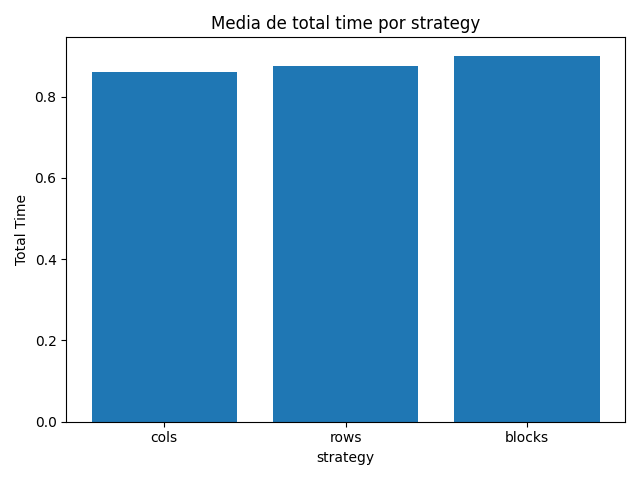 Media de total time por strategy
Total Time
0.8
0.6
0.4
0.2
0.0
cols
rows
blocks
strategy